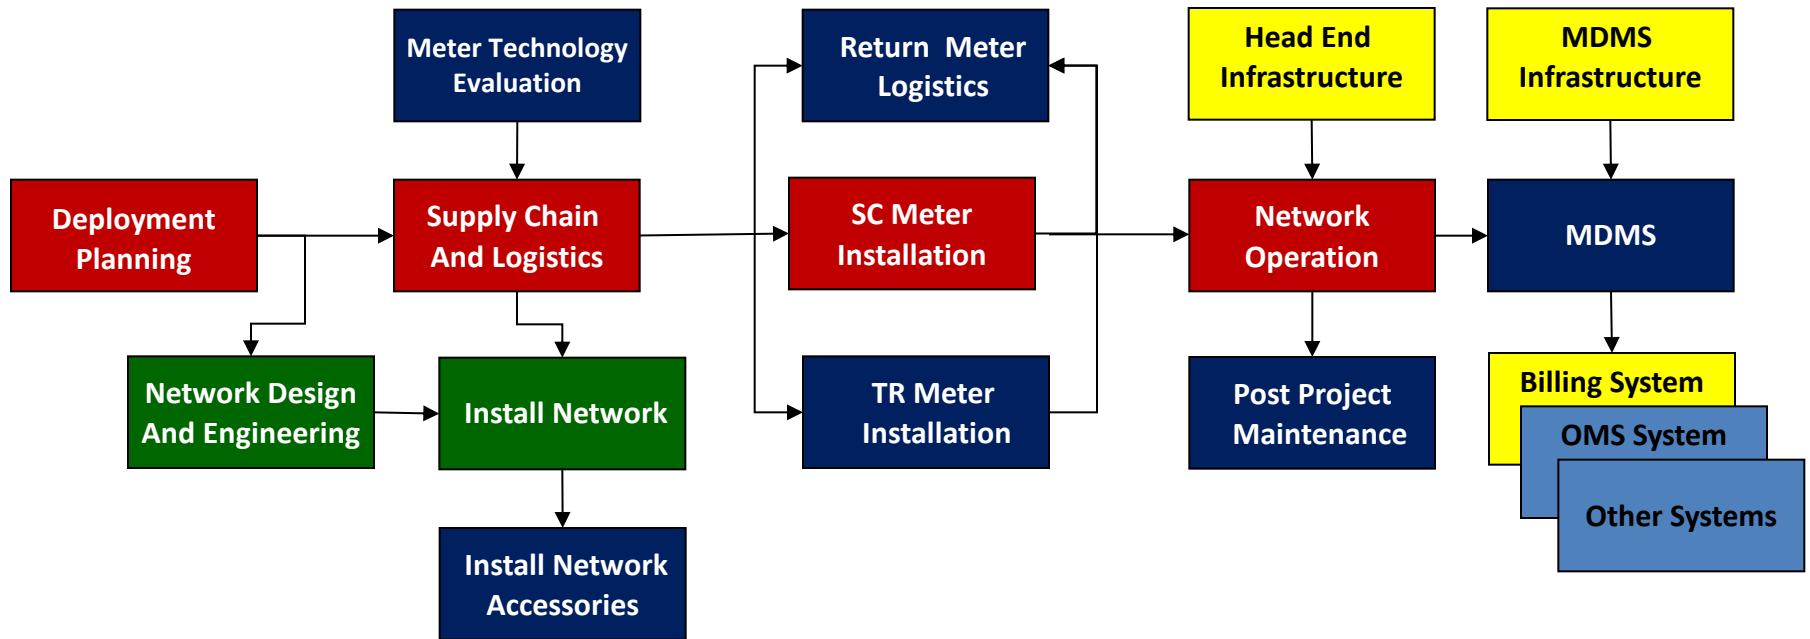 Meter Technology
Evaluation
Return  Meter
Logistics
Head End
Infrastructure
MDMS
Infrastructure
Deployment
Planning
Supply Chain
And Logistics
SC Meter
Installation
Network
Operation
MDMS
Network Design
And Engineering
Install Network
TR Meter
Installation
Post Project
Maintenance
Billing System
OMS System
Other Systems
Install Network
Accessories